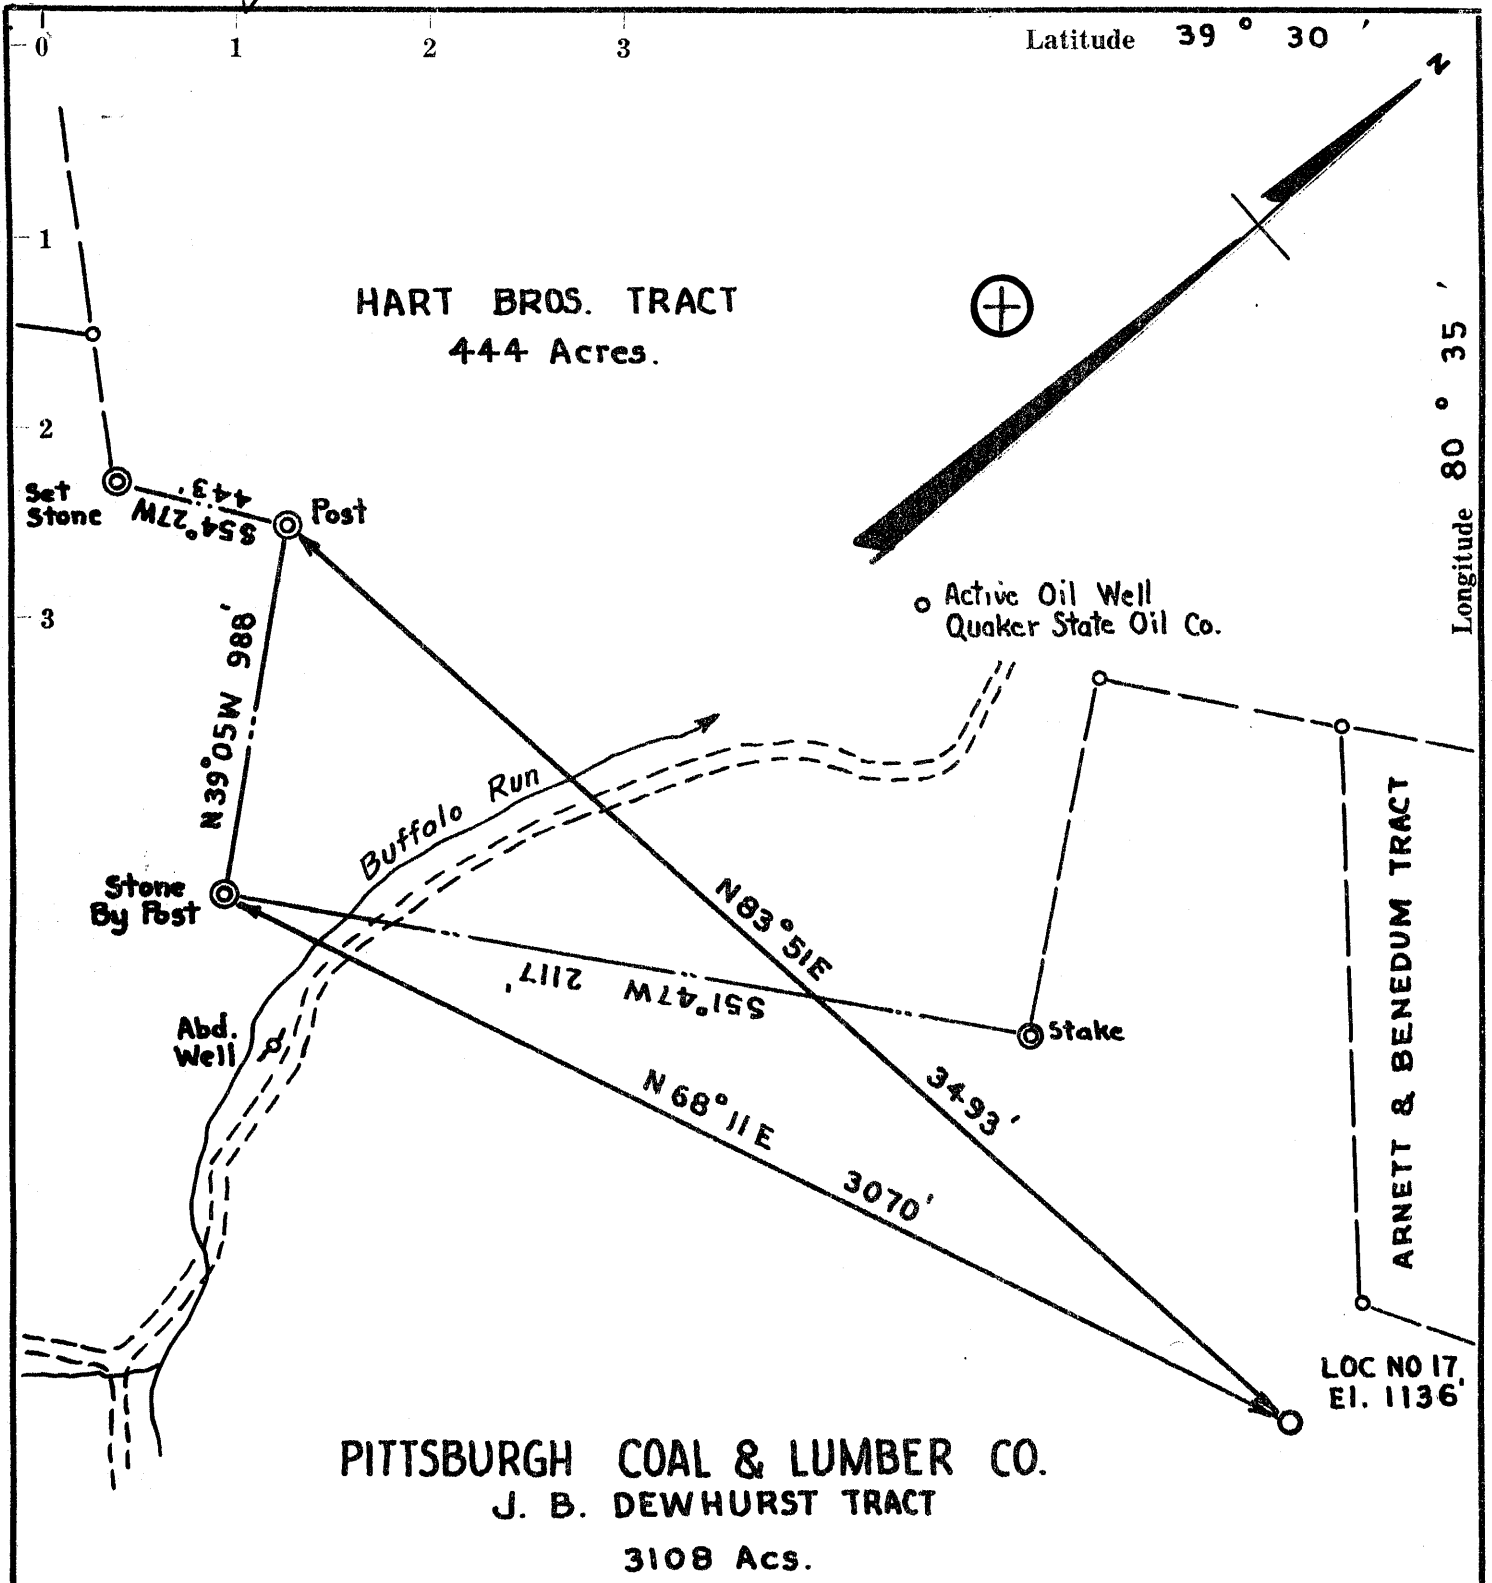 0 1 2 3
Latitude 39° 30'
N
1
HART BROS. TRACT
444 Acres.
2
Longitude 80° 35'
Set
Stone
443'
S54°27W
Post
Active Oil Well
Quaker State Oil Co.
3
N39°05W 988'
Buffalo Run
Stone
By Post
N83°51E
3493'
S51°47W 2117'
Stake
Abd.
Well
N68°11E 3070'
ARNETT & BENEDUM TRACT
LOC NO 17
El. 1136'
PITTSBURGH COAL & LUMBER CO.
J. B. DEWHURST TRACT
3108 Acs.